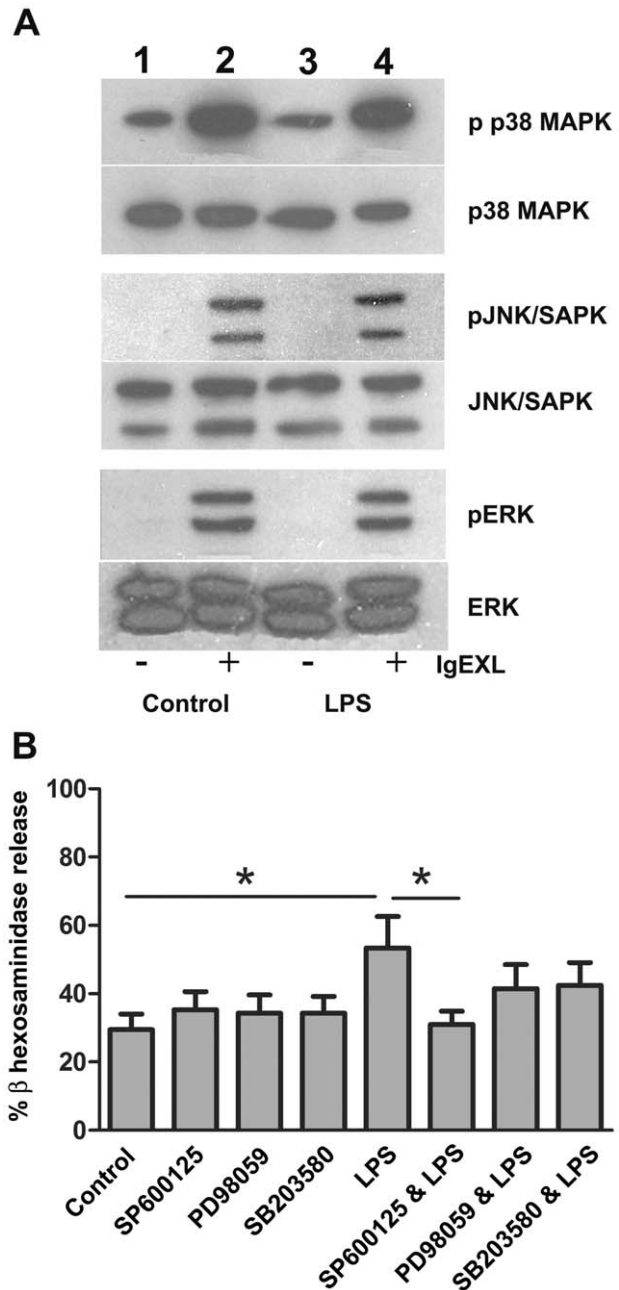 A
1 2 3 4
p p38 MAPK
p38 MAPK
pJNK/SAPK
JNK/SAPK
pERK
ERK
- + - + IgEXL
Control LPS
B
% β hexosaminidase release
100
80
60
40
20
0
* *
Control
SP600125
PD98059
SB203580
LPS
SP600125 & LPS
PD98059 & LPS
SB203580 & LPS